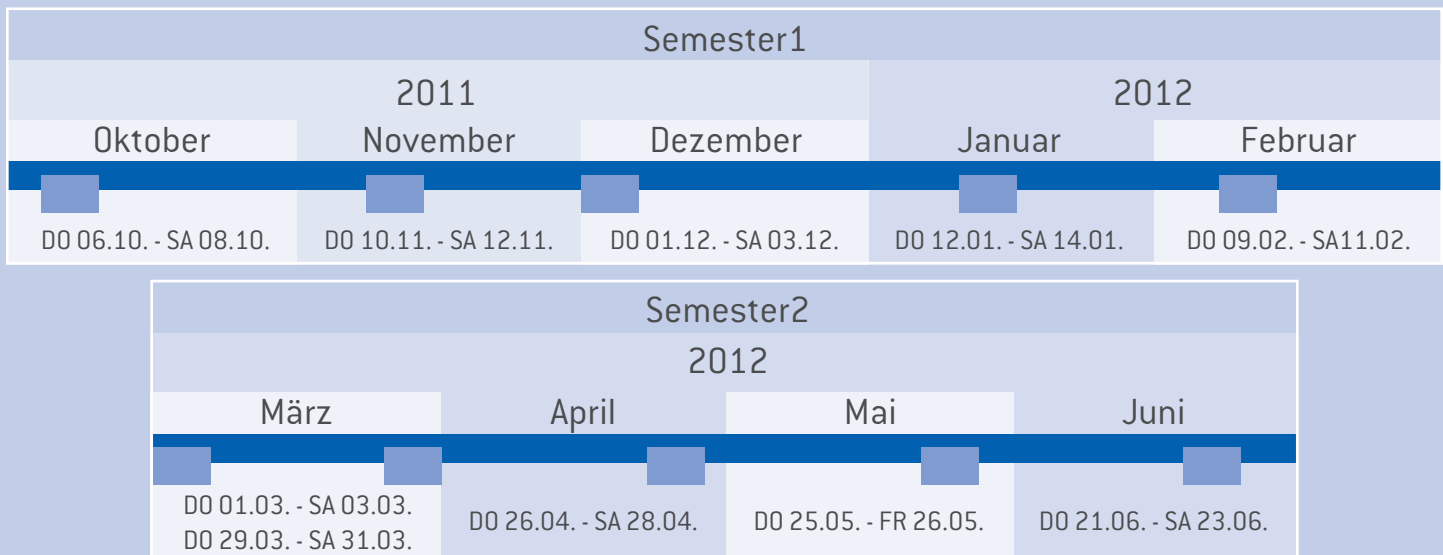 Semester1
2011 2012
Oktober November Dezember Januar Februar
DO 06.10. - SA 08.10. DO 10.11. - SA 12.11. DO 01.12. - SA 03.12. DO 12.01. - SA 14.01. DO 09.02. - SA11.02.
Semester2
2012
März April Mai Juni
DO 01.03. - SA 03.03.
DO 29.03. - SA 31.03. DO 26.04. - SA 28.04. DO 25.05. - FR 26.05. DO 21.06. - SA 23.06.